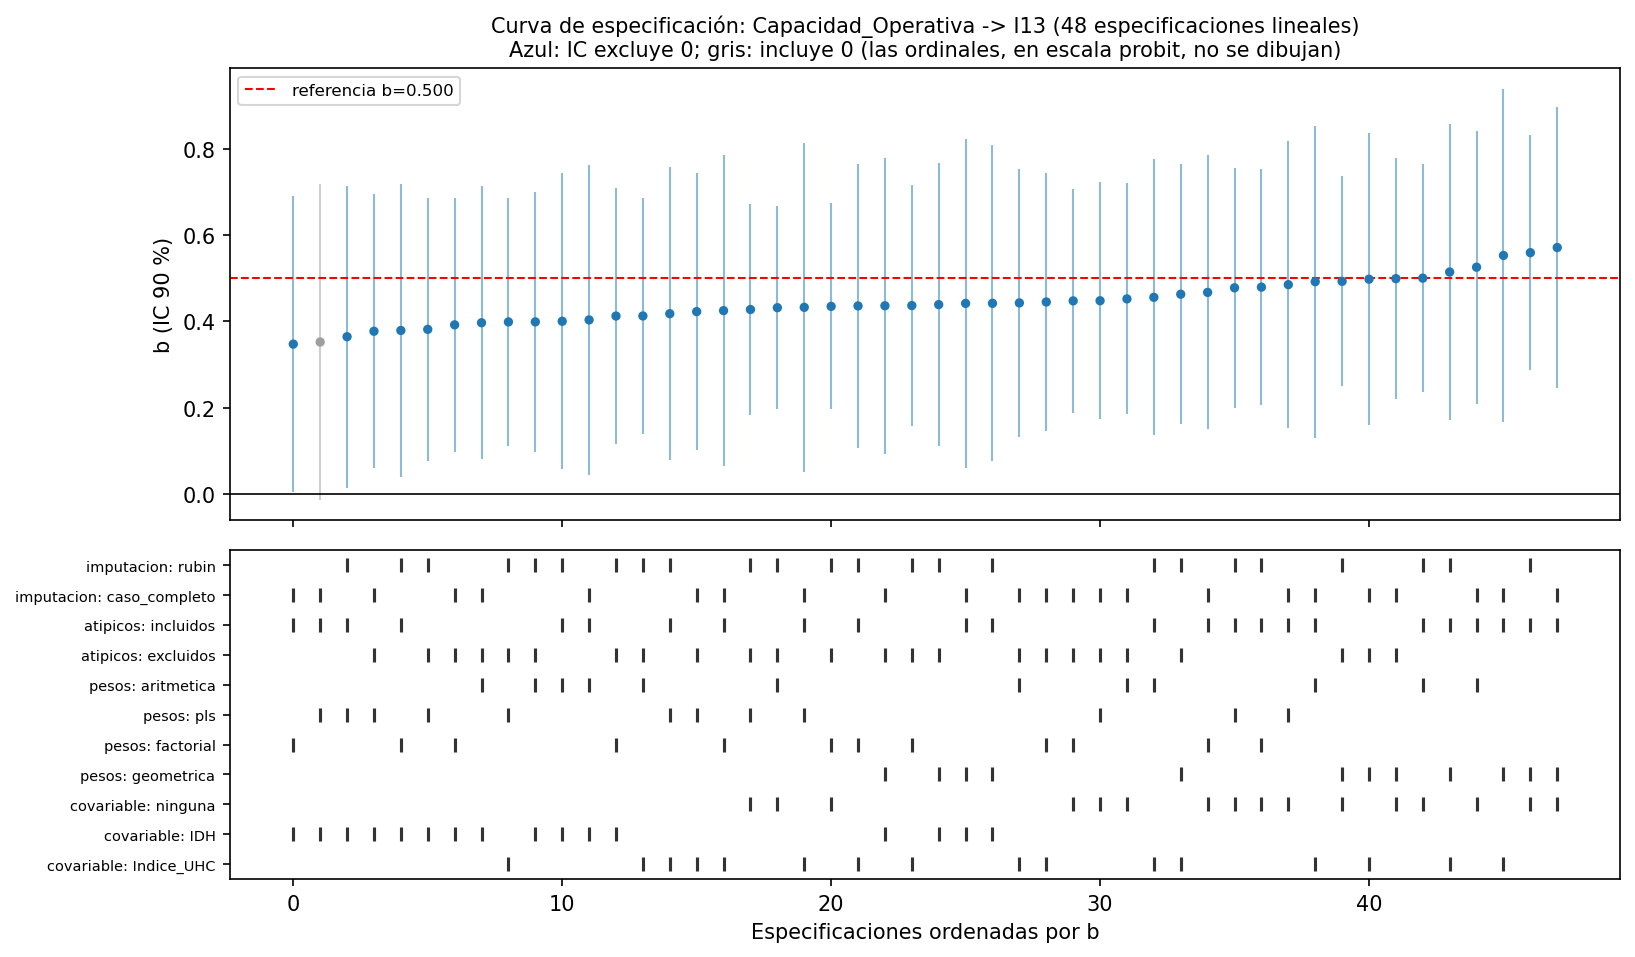 Curva de especificación: Capacidad_Operativa -> I13 (48 especificaciones lineales)
Azul: IC excluye 0; gris: incluye 0 (las ordinales, en escala probit, no se dibujan)
referencia b=0.500
b (IC 90 %)
0.8
0.6
0.4
0.2
0.0
imputacion: rubin
imputacion: caso_completo
atipicos: incluidos
atipicos: excluidos
pesos: aritmetica
pesos: pls
pesos: factorial
pesos: geometrica
covariable: ninguna
covariable: IDH
covariable: Indice_UHC
0 10 20 30 40
Especificaciones ordenadas por b